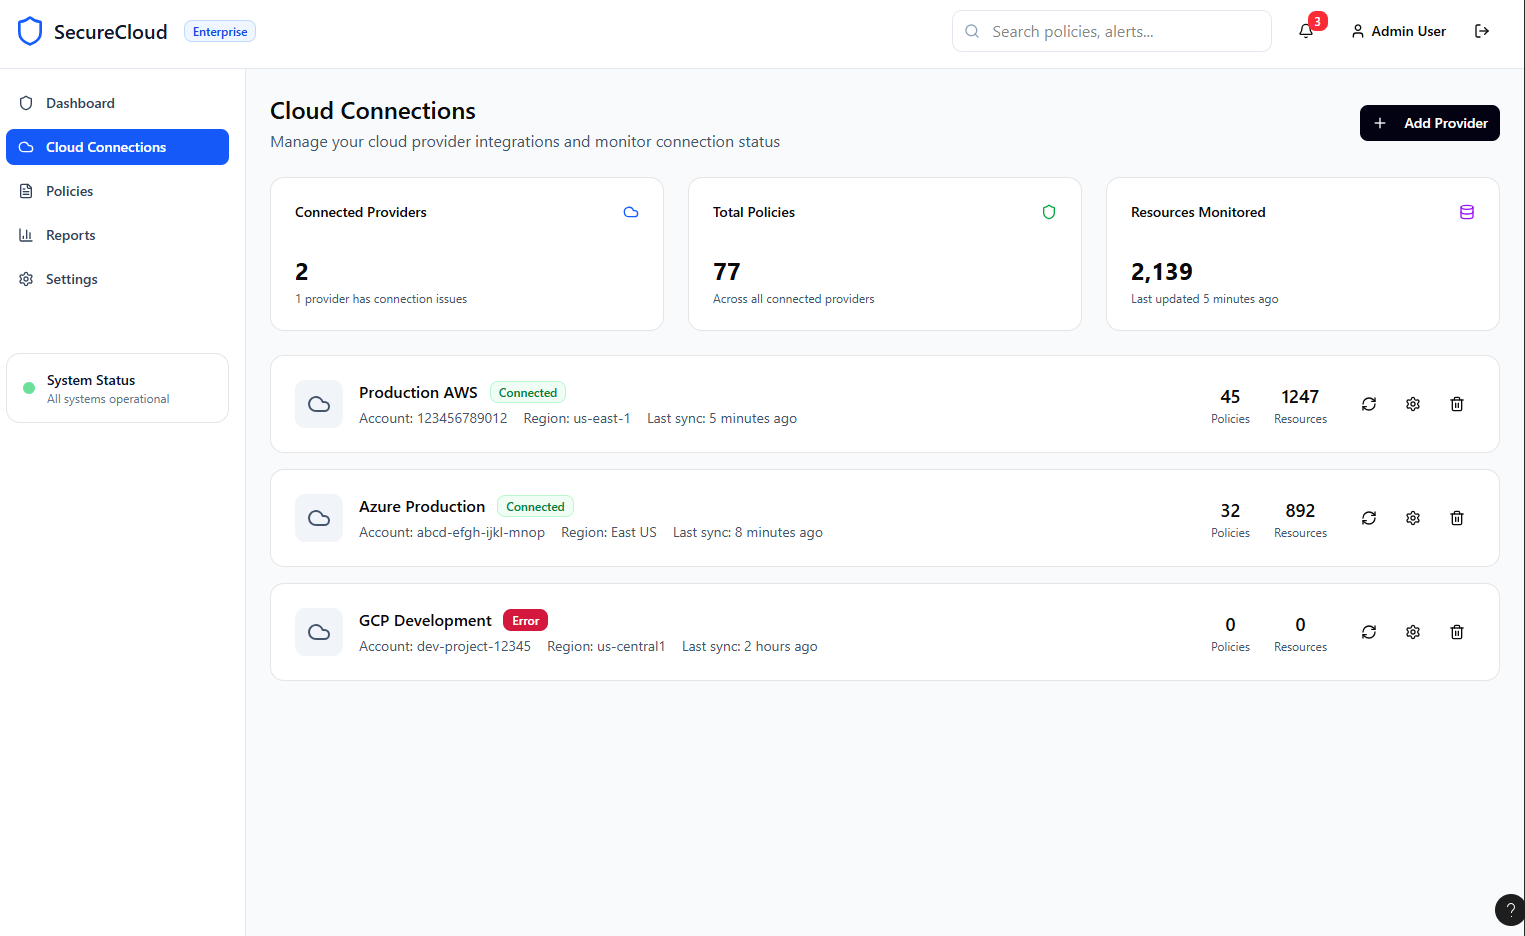 SecureCloud Enterprise
Search policies, alerts...
3
Admin User
Dashboard
Cloud Connections
Policies
Reports
Settings
System Status
All systems operational
Cloud Connections
Manage your cloud provider integrations and monitor connection status
Add Provider
Connected Providers
2
1 provider has connection issues
Total Policies
77
Across all connected providers
Resources Monitored
2,139
Last updated 5 minutes ago
Production AWS Connected
Account: 123456789012 Region: us-east-1 Last sync: 5 minutes ago
45 1247
Policies Resources
Azure Production Connected
Account: abcd-efgh-ijkl-mnop Region: East US Last sync: 8 minutes ago
32 892
Policies Resources
GCP Development Error
Account: dev-project-12345 Region: us-central1 Last sync: 2 hours ago
0 0
Policies Resources
?